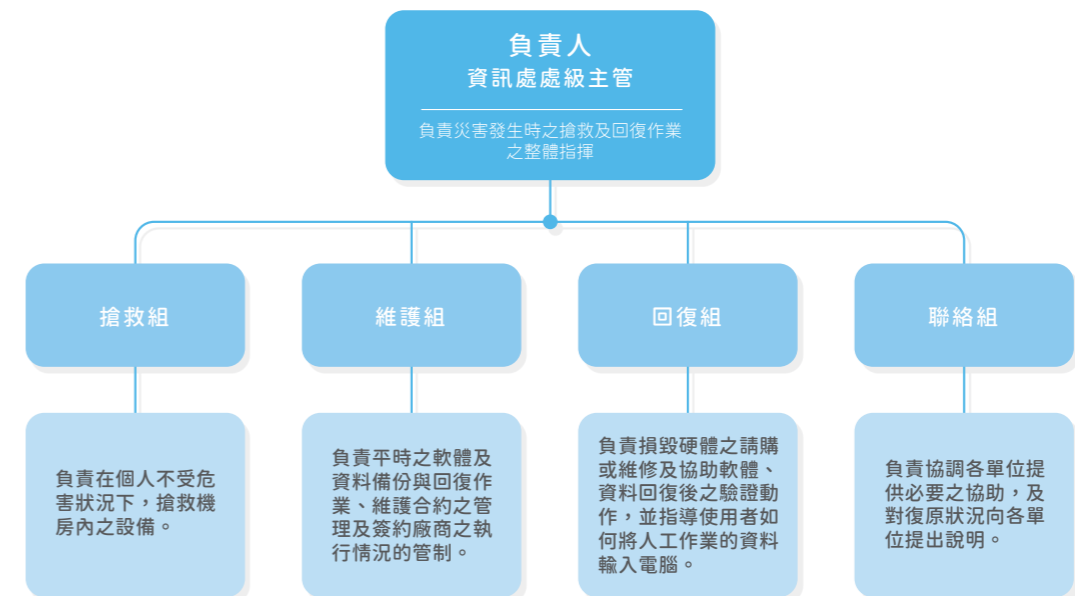 負責人
資訊處處級主管
負責災害發生時之搶救及回復作業
之整體指揮
搶救組
維護組
回復組
聯絡組
負責在個人不受危
害狀況下，搶救機
房內之設備。
負責平時之軟體及
資料備份與回復作
業、維護合約之管
理及簽約廠商之執
行情況的管制。
負責損毀硬體之請購
或維修及協助軟體、
資料回復後之驗證動
作，並指導使用者如
何將人工作業的資料
輸入電腦。
負責協調各單位提
供必要之協助，及
對復原狀況向各單
位提出說明。